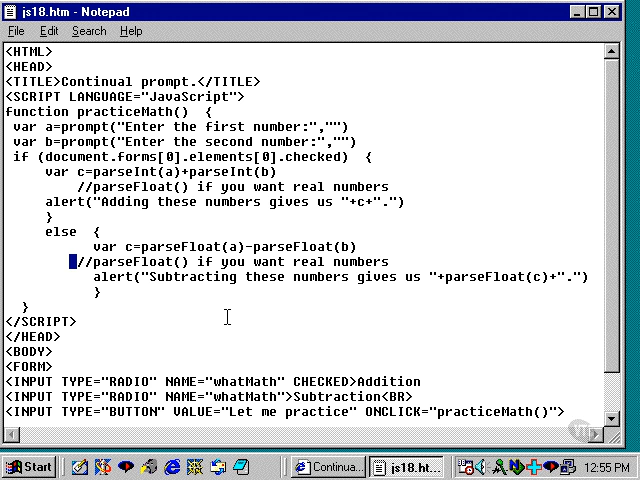 js18.htm - Notepad
File Edit Search Help
<HTML>
<HEAD>
<TITLE>Continual prompt.</TITLE>
<SCRIPT LANGUAGE="JavaScript">
function practiceMath()  {
 var a=prompt("Enter the first number:","")
 var b=prompt("Enter the second number:","")
 if (document.forms[0].elements[0].checked)  {
     var c=parseInt(a)+parseInt(b)
         //parseFloat() if you want real numbers
     alert("Adding these numbers gives us "+c+".")
     }
     else  {
           var c=parseFloat(a)-parseFloat(b)
         //parseFloat() if you want real numbers
           alert("Subtracting these numbers gives us "+parseFloat(c)+".")
           }
  }
</SCRIPT>
</HEAD>
<BODY>
<FORM>
<INPUT TYPE="RADIO" NAME="whatMath" CHECKED>Addition
<INPUT TYPE="RADIO" NAME="whatMath">Subtraction<BR>
<INPUT TYPE="BUTTON" VALUE="Let me practice" ONCLICK="practiceMath()">
VT
Start Continua... js18.ht... 12:55 PM